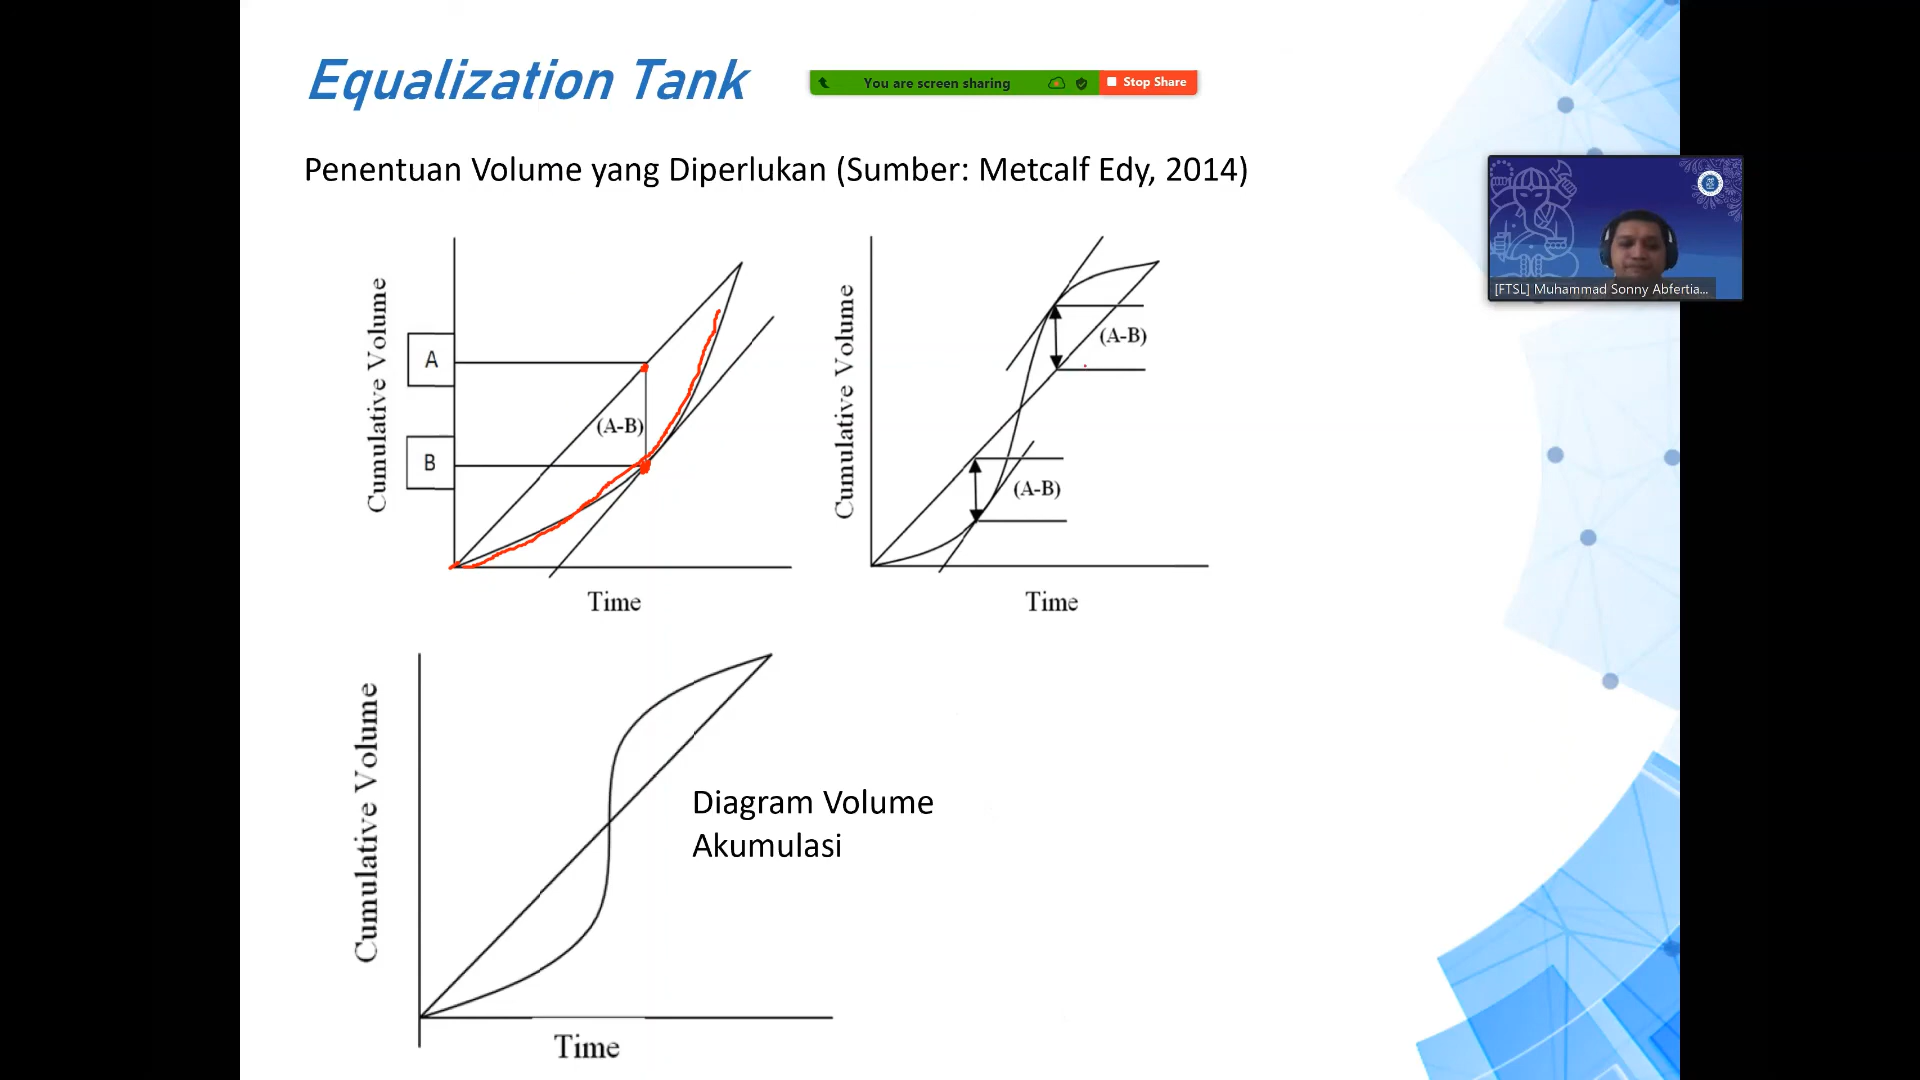 Equalization Tank
You are screen sharing
Stop Share
Penentuan Volume yang Diperlukan (Sumber: Metcalf Edy, 2014)
[FTSL] Muhammad Sonny Abfertia...
Cumulative Volume
A
(A-B)
B
Time
Cumulative Volume
(A-B)
(A-B)
Time
Cumulative Volume
Diagram Volume
Akumulasi
Time